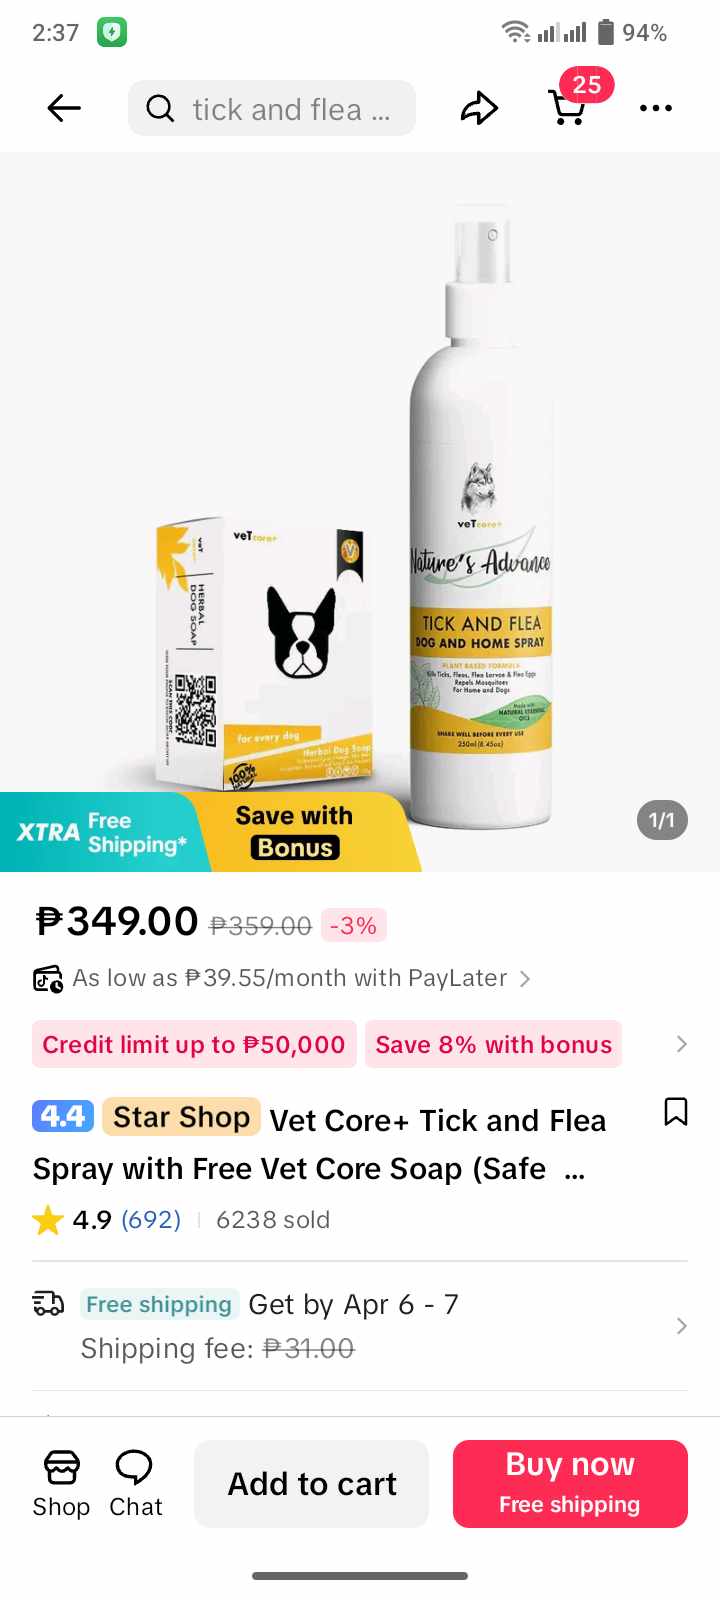 2:37
94%
tick and flea ...
25
veTcore+
HERBAL
DOG SOAP
for every dog
Herbal Dog Soap
100%
NATURAL
veTcore+
Nature's Advance
TICK AND FLEA
DOG AND HOME SPRAY
PLANT BASED FORMULA
Kills Ticks, Fleas, Flea Larvae & Flea Eggs
Repels Mosquitoes
For Home and Dogs
Made with
NATURAL ESSENTIAL
OILS
SHAKE WELL BEFORE EVERY USE
250ml (8.45oz)
XTRA Free
Shipping*
Save with
Bonus
1/1
₱349.00 ₱359.00 -3%
As low as ₱39.55/month with PayLater
Credit limit up to ₱50,000 Save 8% with bonus
4.4 Star Shop Vet Core+ Tick and Flea
Spray with Free Vet Core Soap (Safe ...
4.9 (692) 6238 sold
Free shipping Get by Apr 6 - 7
Shipping fee: ₱31.00
Shop
Chat
Add to cart
Buy now
Free shipping